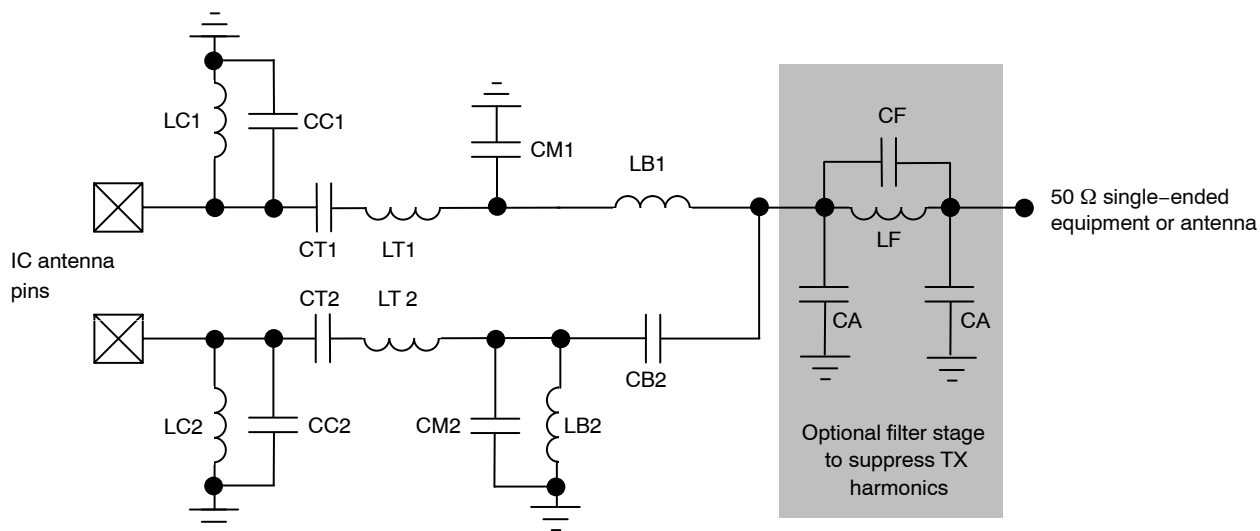 LC1
CC1
CM1
LB1
CF
50 Ω single−ended
equipment or antenna
CT1
LT1
LF
IC antenna
pins
CT2
LT 2
CA
CA
CB2
LC2
CC2
CM2
LB2
Optional filter stage
to suppress TX
harmonics